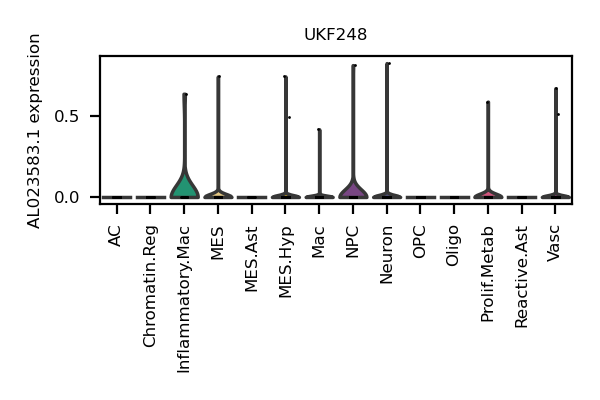 UKF248
AL023583.1 expression
0.5
0.0
AC
Chromatin.Reg
Inflammatory.Mac
MES
MES.Ast
MES.Hyp
Mac
NPC
Neuron
OPC
Oligo
Prolif.Metab
Reactive.Ast
Vasc